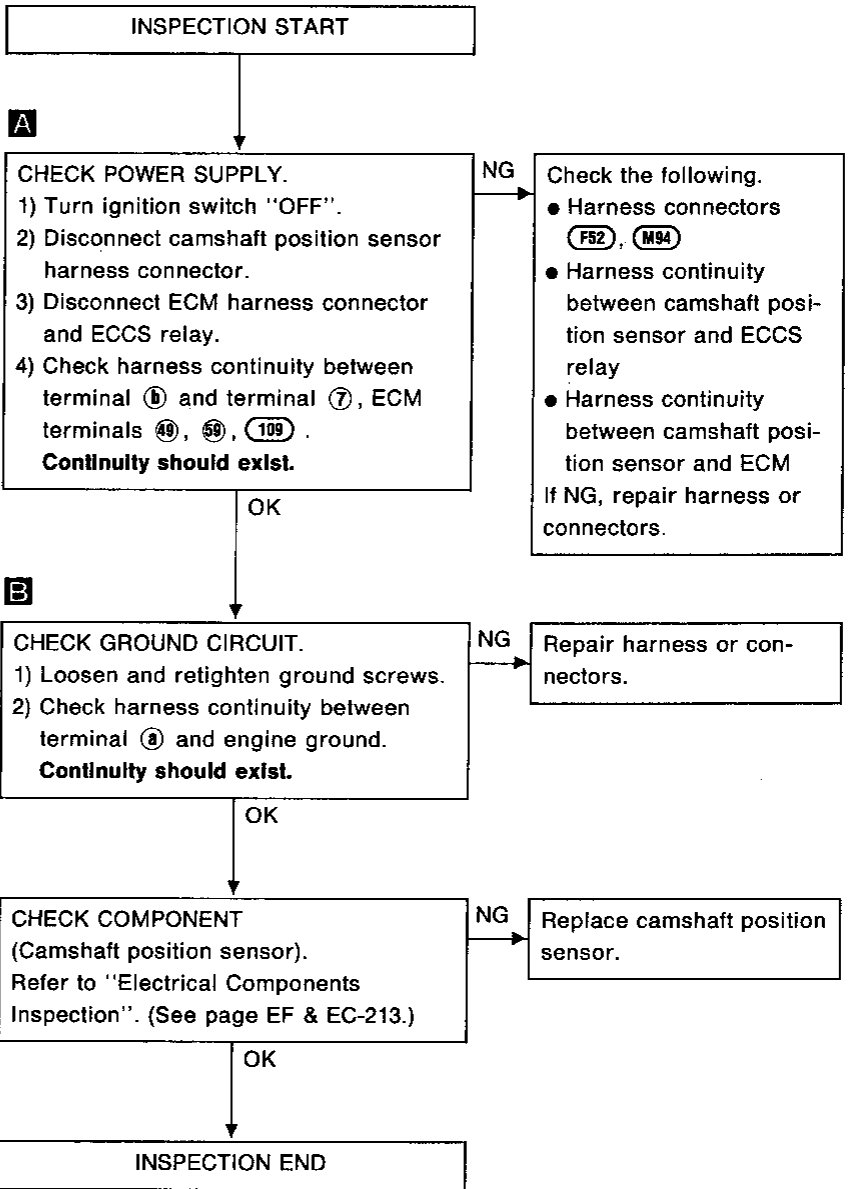 INSPECTION START
A
CHECK POWER SUPPLY.
1) Turn ignition switch "OFF".
2) Disconnect camshaft position sensor
harness connector.
3) Disconnect ECM harness connector
and ECCS relay.
4) Check harness continuity between
terminal ⓑ and terminal ⑦, ECM
terminals ㊾, 59, 109 .
Continuity should exist.
NG
Check the following.
● Harness connectors
F52, M94
● Harness continuity
between camshaft posi-
tion sensor and ECCS
relay
● Harness continuity
between camshaft posi-
tion sensor and ECM
If NG, repair harness or
connectors.
OK
B
CHECK GROUND CIRCUIT.
1) Loosen and retighten ground screws.
2) Check harness continuity between
terminal ⓐ and engine ground.
Continuity should exist.
NG
Repair harness or con-
nectors.
OK
CHECK COMPONENT
(Camshaft position sensor).
Refer to "Electrical Components
Inspection". (See page EF & EC-213.)
NG
Replace camshaft position
sensor.
OK
INSPECTION END